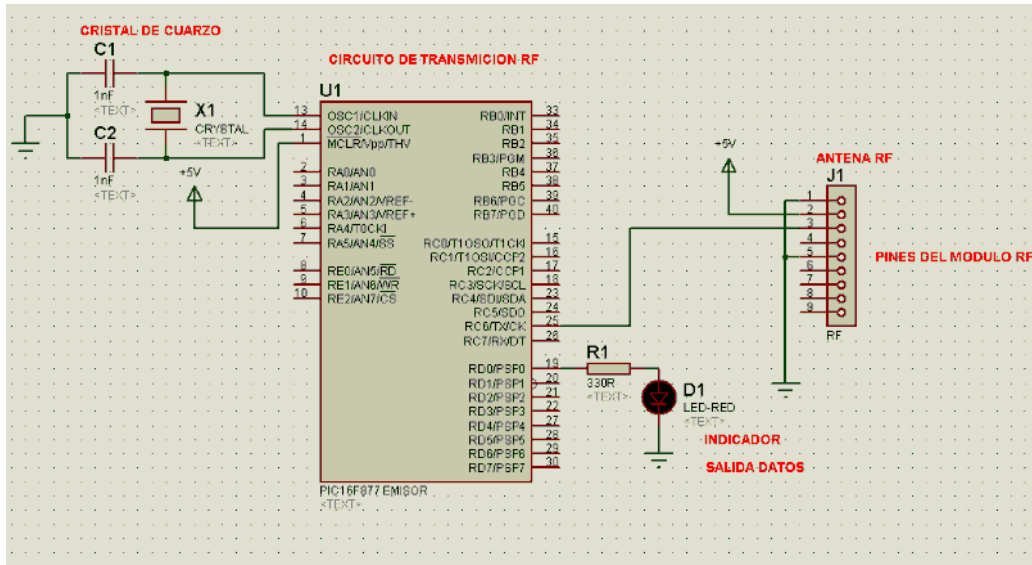 CRISTAL DE CUARZO
C1
1nF
<TEXT>
X1
CRYSTAL
<TEXT>
C2
1nF
<TEXT>
+5V
CIRCUITO DE TRANSMICION RF
U1
13 OSC1/CLKIN
14 OSC2/CLKOUT
1 MCLR/Vpp/THV
2 RA0/AN0
3 RA1/AN1
4 RA2/AN2/VREF-
5 RA3/AN3/VREF+
6 RA4/T0CKI
7 RA5/AN4/SS
8 RE0/AN5/RD
9 RE1/AN6/WR
10 RE2/AN7/CS
RB0/INT 33
RB1 34
RB2 35
RB3/PGM 36
RB4 37
RB5 38
RB6/PGC 39
RB7/PGD 40
RC0/T1OSO/T1CKI 15
RC1/T1OSI/CCP2 16
RC2/CCP1 17
RC3/SCK/SCL 18
RC4/SDI/SDA 23
RC5/SDO 24
RC6/TX/CK 25
RC7/RX/DT 26
RD0/PSP0 19
RD1/PSP1 20
RD2/PSP2 21
RD3/PSP3 22
RD4/PSP4 27
RD5/PSP5 28
RD6/PSP6 29
RD7/PSP7 30
PIC16F877 EMISOR
<TEXT>
R1
330R
<TEXT>
D1
LED-RED
<TEXT>
INDICADOR
SALIDA DATOS
+5V
ANTENA RF
J1
1
2
3
4
5
6
7
8
9
RF
PINES DEL MODULO RF